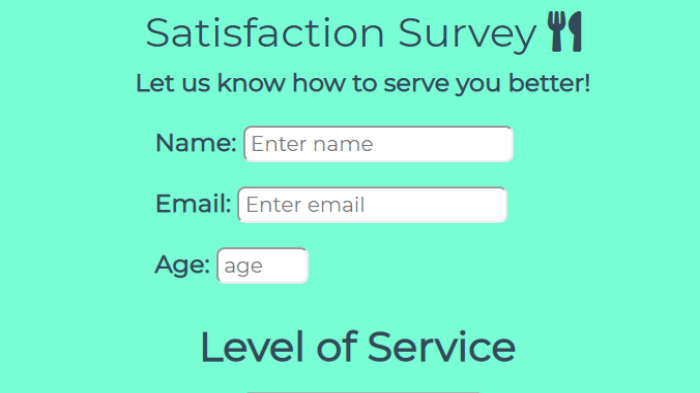 Satisfaction Survey
Let us know how to serve you better!
Name: Enter name
Email: Enter email
Age: age
Level of Service